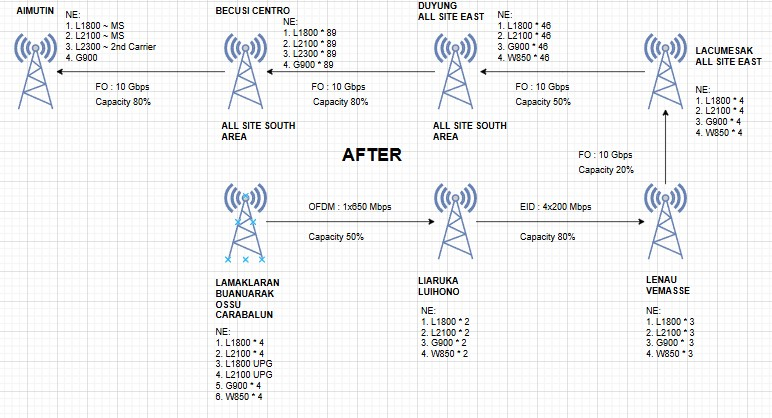 AIMUTIN
NE:
1. L1800 ~ MS
2. L2100 ~ MS
3. L2300 ~ 2nd Carrier
4. G900
FO : 10 Gbps
Capacity 80%
BECUSI CENTRO
NE:
1. L1800 * 89
2. L2100 * 89
3. L2300 * 89
4. G900 * 89
ALL SITE SOUTH
AREA
FO : 10 Gbps
Capacity 80%
DUYUNG
ALL SITE EAST
NE:
1. L1800 * 46
2. L2100 * 46
3. G900 * 46
4. W850 * 46
ALL SITE SOUTH
AREA
FO : 10 Gbps
Capacity 50%
LACUMESAK
ALL SITE EAST
NE:
1. L1800 * 4
2. L2100 * 4
3. G900 * 4
4. W850 * 4
AFTER
FO : 10 Gbps
Capacity 20%
OFDM : 1x650 Mbps
Capacity 50%
EID : 4x200 Mbps
Capacity 80%
LAMAKLARAN
BUANUARAK
OSSU
CARABALUN
NE:
1. L1800 * 4
2. L2100 * 4
3. L1800 UPG
4. L2100 UPG
5. G900 * 4
6. W850 * 4
LIARUKA
LUIHONO
NE:
1. L1800 * 2
2. L2100 * 2
3. G900 * 2
4. W850 * 2
LENAU
VEMASSE
NE:
1. L1800 * 3
2. L2100 * 3
3. G900 * 3
4. W850 * 3